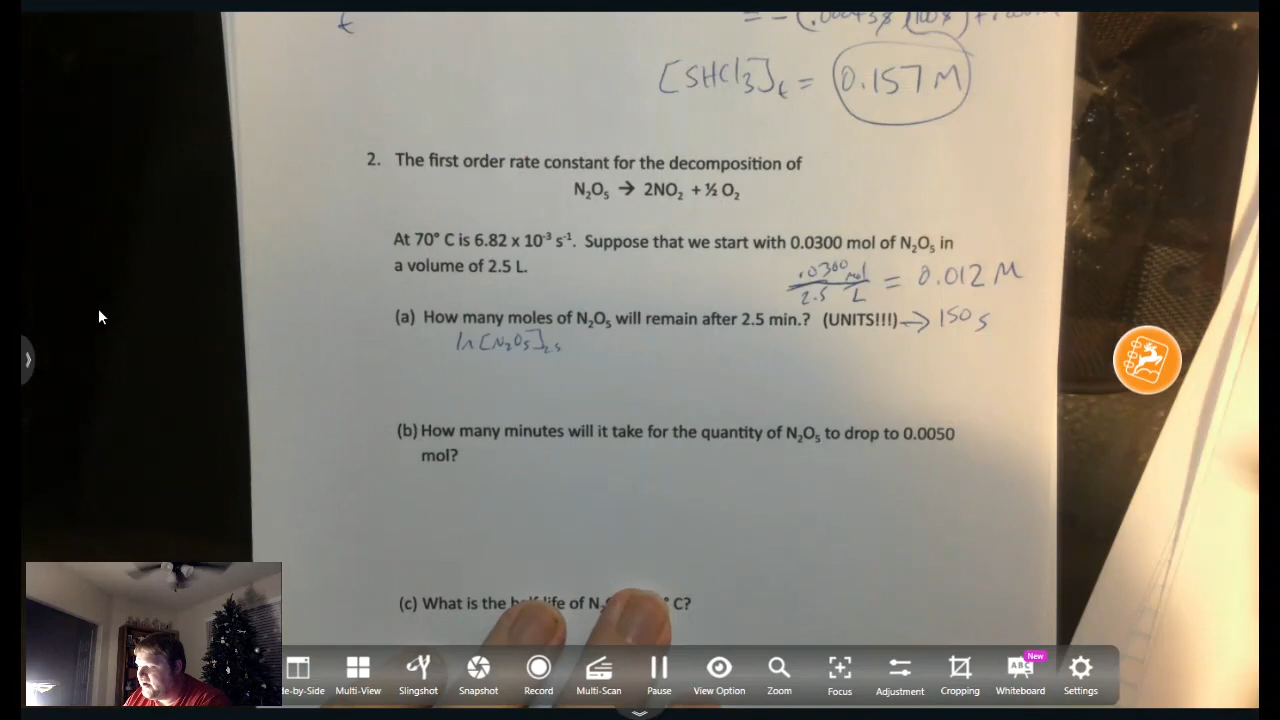 [SHCl3]t = 0.157 M
2. The first order rate constant for the decomposition of
N₂O₅ → 2NO₂ + ½ O₂
At 70° C is 6.82 x 10⁻³ s⁻¹. Suppose that we start with 0.0300 mol of N₂O₅ in
a volume of 2.5 L.
.0300 mol / 2.5 L = 0.012 M
(a) How many moles of N₂O₅ will remain after 2.5 min.? (UNITS!!!) → 150 s
ln [N₂O₅]
(b) How many minutes will it take for the quantity of N₂O₅ to drop to 0.0050
mol?
(c) What is the half life of N C?
de-by-Side Multi-View Slingshot Snapshot Record Multi-Scan Pause View Option Zoom Focus Adjustment Cropping Whiteboard Settings
New
ABC